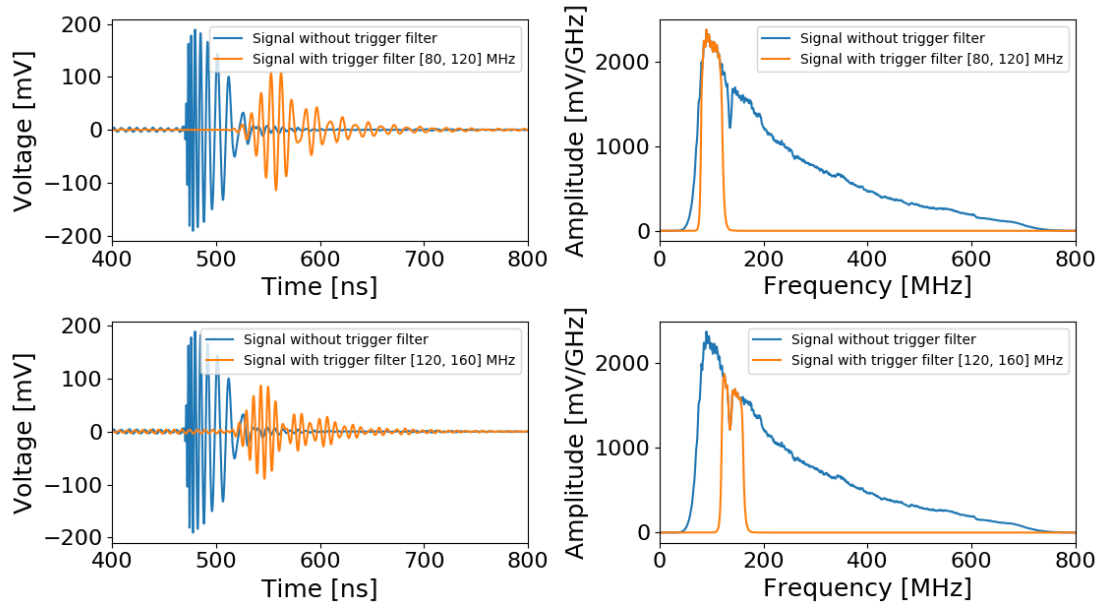 200
100
0
-100
-200
Voltage [mV]
400
500
600
700
800
Time [ns]
Signal without trigger filter
Signal with trigger filter [80, 120] MHz
2000
1000
0
Amplitude [mV/GHz]
0
200
400
600
800
Frequency [MHz]
Signal without trigger filter
Signal with trigger filter [80, 120] MHz
200
100
0
-100
-200
Voltage [mV]
400
500
600
700
800
Time [ns]
Signal without trigger filter
Signal with trigger filter [120, 160] MHz
2000
1000
0
Amplitude [mV/GHz]
0
200
400
600
800
Frequency [MHz]
Signal without trigger filter
Signal with trigger filter [120, 160] MHz